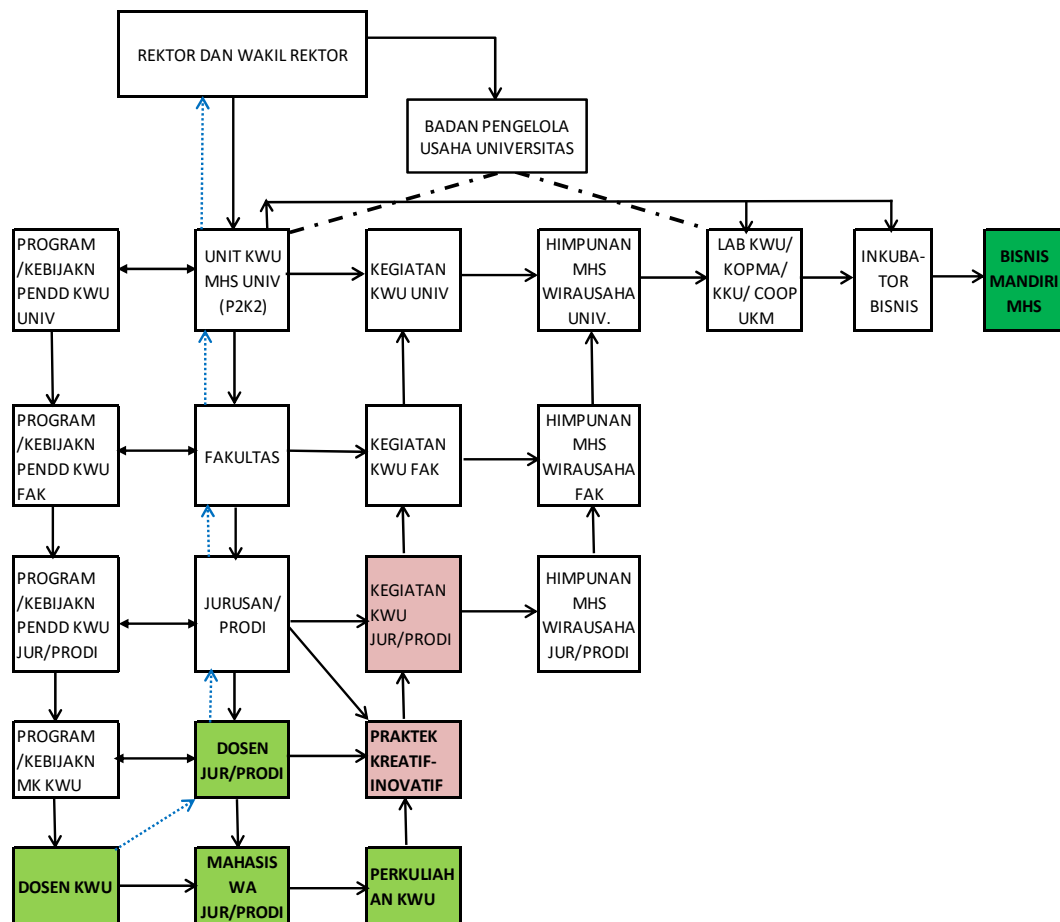 REKTOR DAN WAKIL REKTOR
BADAN PENGELOLA
USAHA UNIVERSITAS
PROGRAM
/KEBIJAKN
PENDD KWU
UNIV
UNIT KWU
MHS UNIV
(P2K2)
KEGIATAN
KWU UNIV
HIMPUNAN
MHS
WIRAUSAHA
UNIV.
LAB KWU/
KOPMA/
KKU/ COOP
UKM
INKUBA-
TOR
BISNIS
BISNIS
MANDIRI
MHS
PROGRAM
/KEBIJAKN
PENDD KWU
FAK
FAKULTAS
KEGIATAN
KWU FAK
HIMPUNAN
MHS
WIRAUSAHA
FAK
PROGRAM
/KEBIJAKN
PENDD KWU
JUR/PRODI
JURUSAN/
PRODI
KEGIATAN
KWU
JUR/PRODI
HIMPUNAN
MHS
WIRAUSAHA
JUR/PRODI
PROGRAM
/KEBIJAKN
MK KWU
DOSEN
JUR/PRODI
PRAKTEK
KREATIF-
INOVATIF
DOSEN KWU
MAHASIS
WA
JUR/PRODI
PERKULIAH
AN KWU